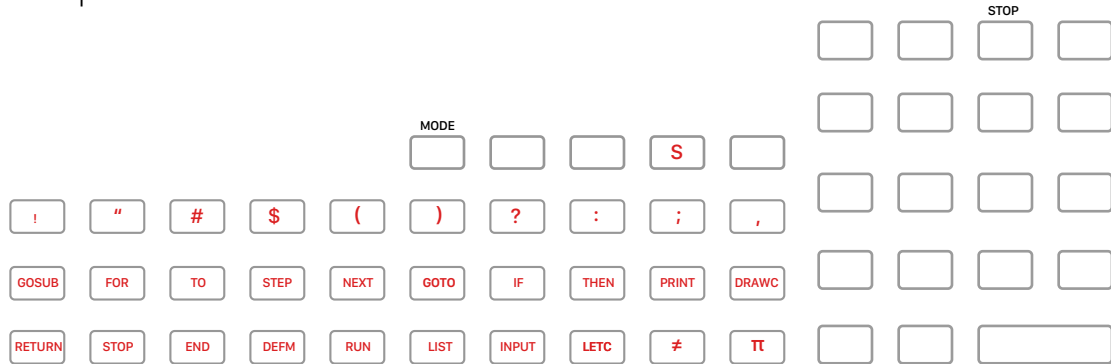 STOP
MODE
S
! “ # $ ( ) ? : ; ,
GOSUB FOR TO STEP NEXT GOTO IF THEN PRINT DRAWC
RETURN STOP END DEFM RUN LIST INPUT LETC ≠ π